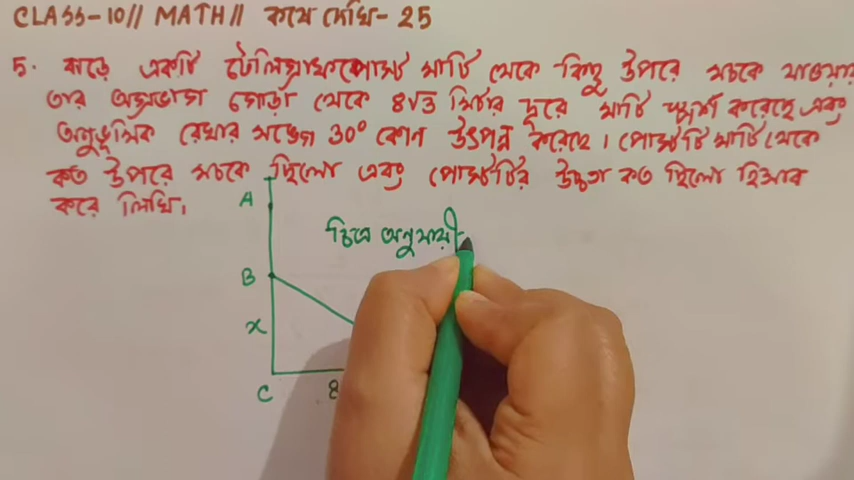 CLASS-10// MATH// কষে দেখি- 25
5. ঝড়ে একটি টেলিগ্রাফপোস্ট মাটি থেকে কিছু উপরে মচকে যাওয়ায়
তার অগ্রভাগ গোড়া থেকে ৪√3 মিটার দূরে মাটি স্পর্শ করেছে এবং
অনুভূমিক রেখার সঙ্গে 30° কোন উৎপন্ন করেছে। পোস্টটি মাটি থেকে
কত উপরে মচকে ছিলো এবং পোস্টটির উচ্চতা কত ছিলো হিসাব
করে লিখি।
A
চিত্র অনুযায়ী-
B
x
C